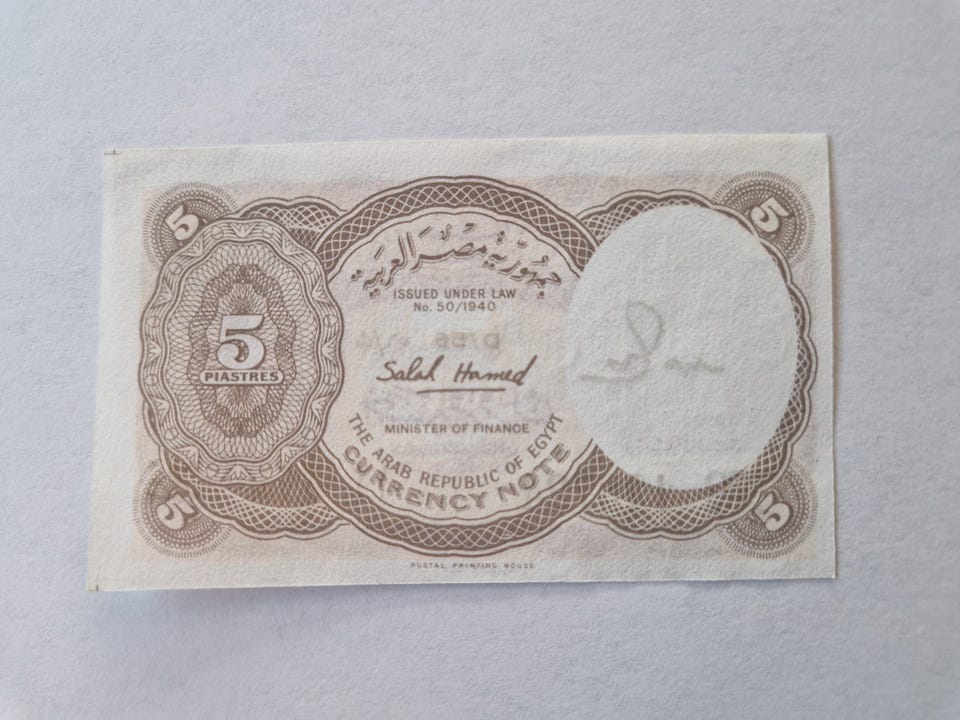 5
5
جمهورية مصر العربية
ISSUED UNDER LAW
No. 50/1940
5
PIASTRES
Salah Hamed
MINISTER OF FINANCE
THE ARAB REPUBLIC OF EGYPT
CURRENCY NOTE
5
5
POSTAL PRINTING HOUSE